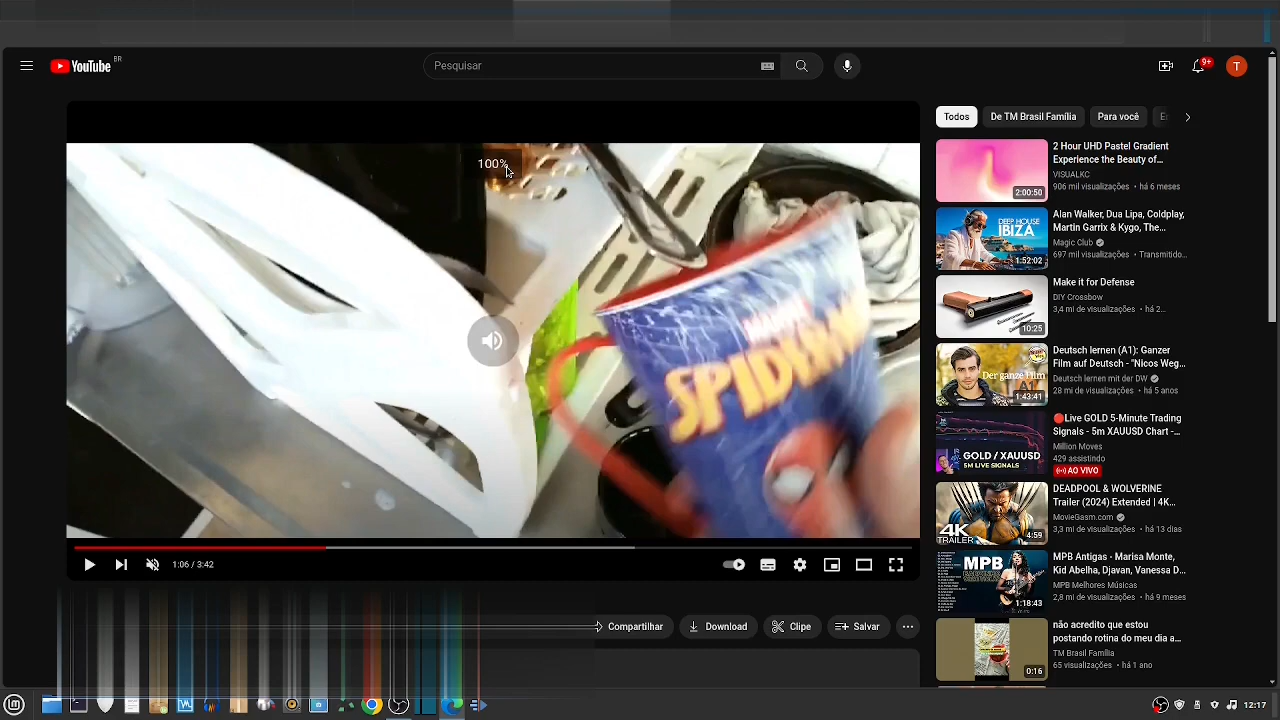 YouTube BR
Pesquisar
9+
T
100%
SPIDER
1:06 / 3:42
Compartilhar
Download
Clipe
Salvar
Todos
De TM Brasil Família
Para você
2 Hour UHD Pastel Gradient
Experience the Beauty of…
VISUALKC
906 mil visualizações • há 6 meses
2:00:50
Alan Walker, Dua Lipa, Coldplay,
Martin Garrix & Kygo, The…
Magic Club
697 mil visualizações • Transmitido…
DEEP HOUSE
IBIZA
1:52:02
Make it for Defense
DIY Crossbow
3,4 mi de visualizações • há 2…
10:25
Deutsch lernen (A1): Ganzer
Film auf Deutsch - "Nicos Weg…
Deutsch lernen mit der DW
28 mi de visualizações • há 5 anos
Der ganze Film
1:43:41
Live GOLD 5-Minute Trading
Signals - 5m XAUUSD Chart -…
Million Moves
429 assistindo
AO VIVO
GOLD / XAUUSD
5M LIVE SIGNALS
DEADPOOL & WOLVERINE
Trailer (2024) Extended | 4K…
MovieGasm.com
3,3 mi de visualizações • há 13 dias
4K
TRAILER
4:59
MPB Antigas - Marisa Monte,
Kid Abelha, Djavan, Vanessa D…
MPB Melhores Músicas
2,8 mi de visualizações • há 9 meses
MPB
1:18:43
não acredito que estou
postando rotina do meu dia a…
TM Brasil Família
65 visualizações • há 1 ano
0:16
12:17